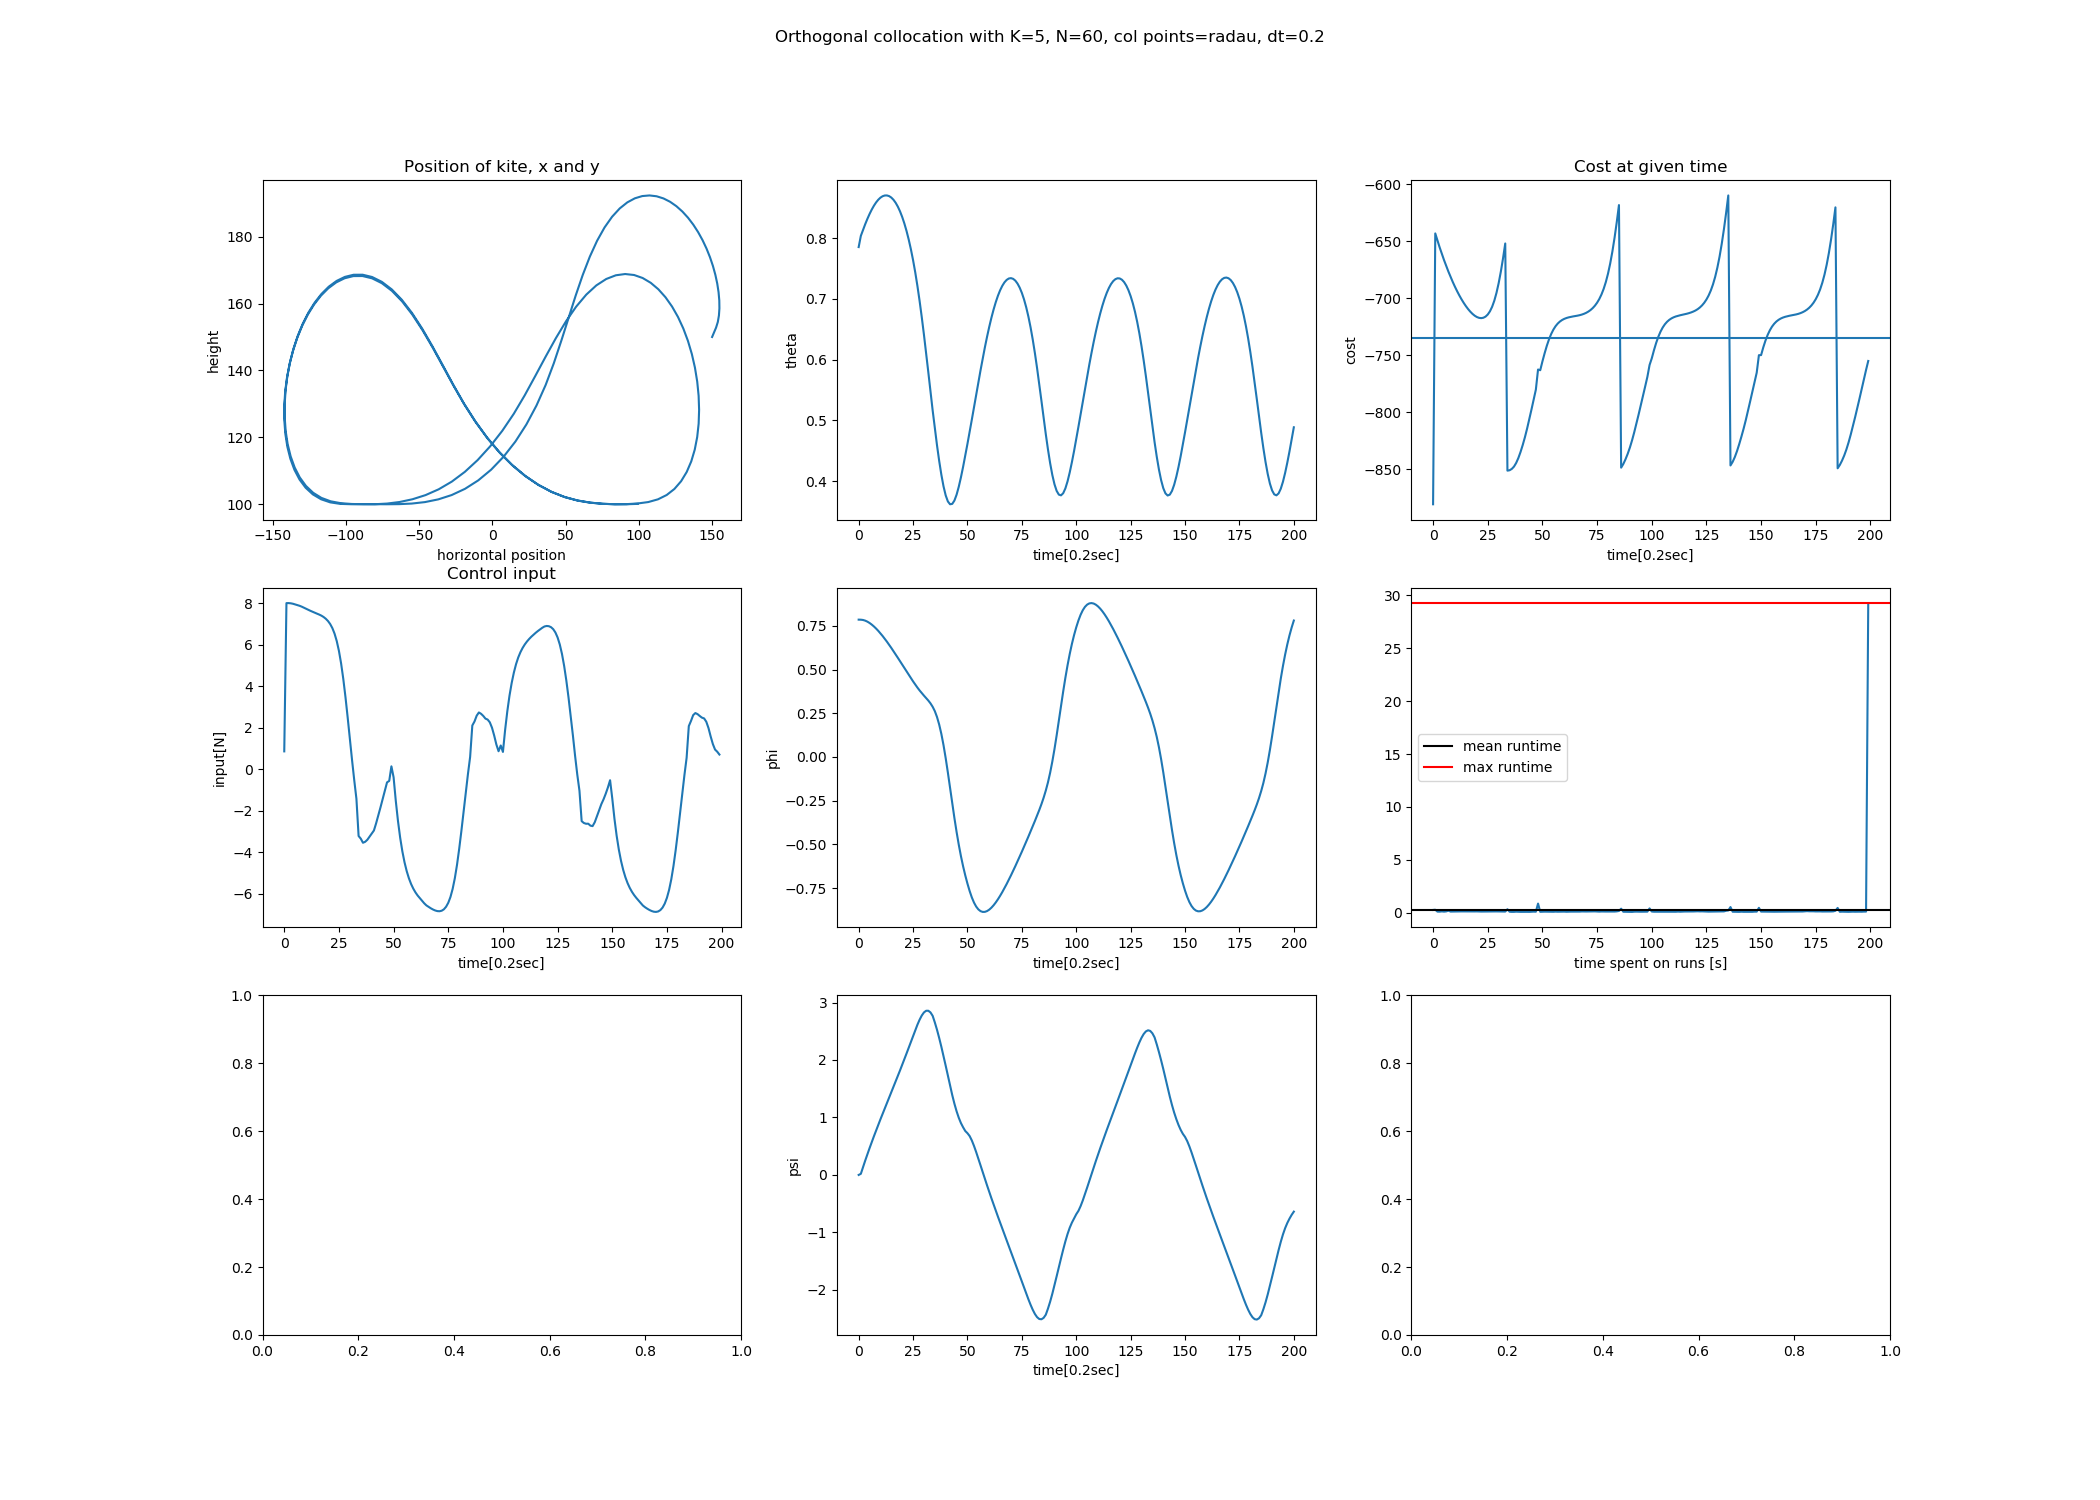 Orthogonal collocation with K=5, N=60, col points=radau, dt=0.2
Position of kite, x and y
height
180
160
140
120
100
−150 −100 −50 0 50 100 150
horizontal position
theta
0.8
0.7
0.6
0.5
0.4
0 25 50 75 100 125 150 175 200
time[0.2sec]
Cost at given time
cost
−600
−650
−700
−750
−800
−850
0 25 50 75 100 125 150 175 200
time[0.2sec]
Control input
input[N]
8
6
4
2
0
−2
−4
−6
0 25 50 75 100 125 150 175 200
time[0.2sec]
phi
0.75
0.50
0.25
0.00
−0.25
−0.50
−0.75
0 25 50 75 100 125 150 175 200
time[0.2sec]
30
25
20
15
10
5
0
mean runtime
max runtime
0 25 50 75 100 125 150 175 200
time spent on runs [s]
1.0
0.8
0.6
0.4
0.2
0.0
0.0 0.2 0.4 0.6 0.8 1.0
psi
3
2
1
0
−1
−2
0 25 50 75 100 125 150 175 200
time[0.2sec]
1.0
0.8
0.6
0.4
0.2
0.0
0.0 0.2 0.4 0.6 0.8 1.0